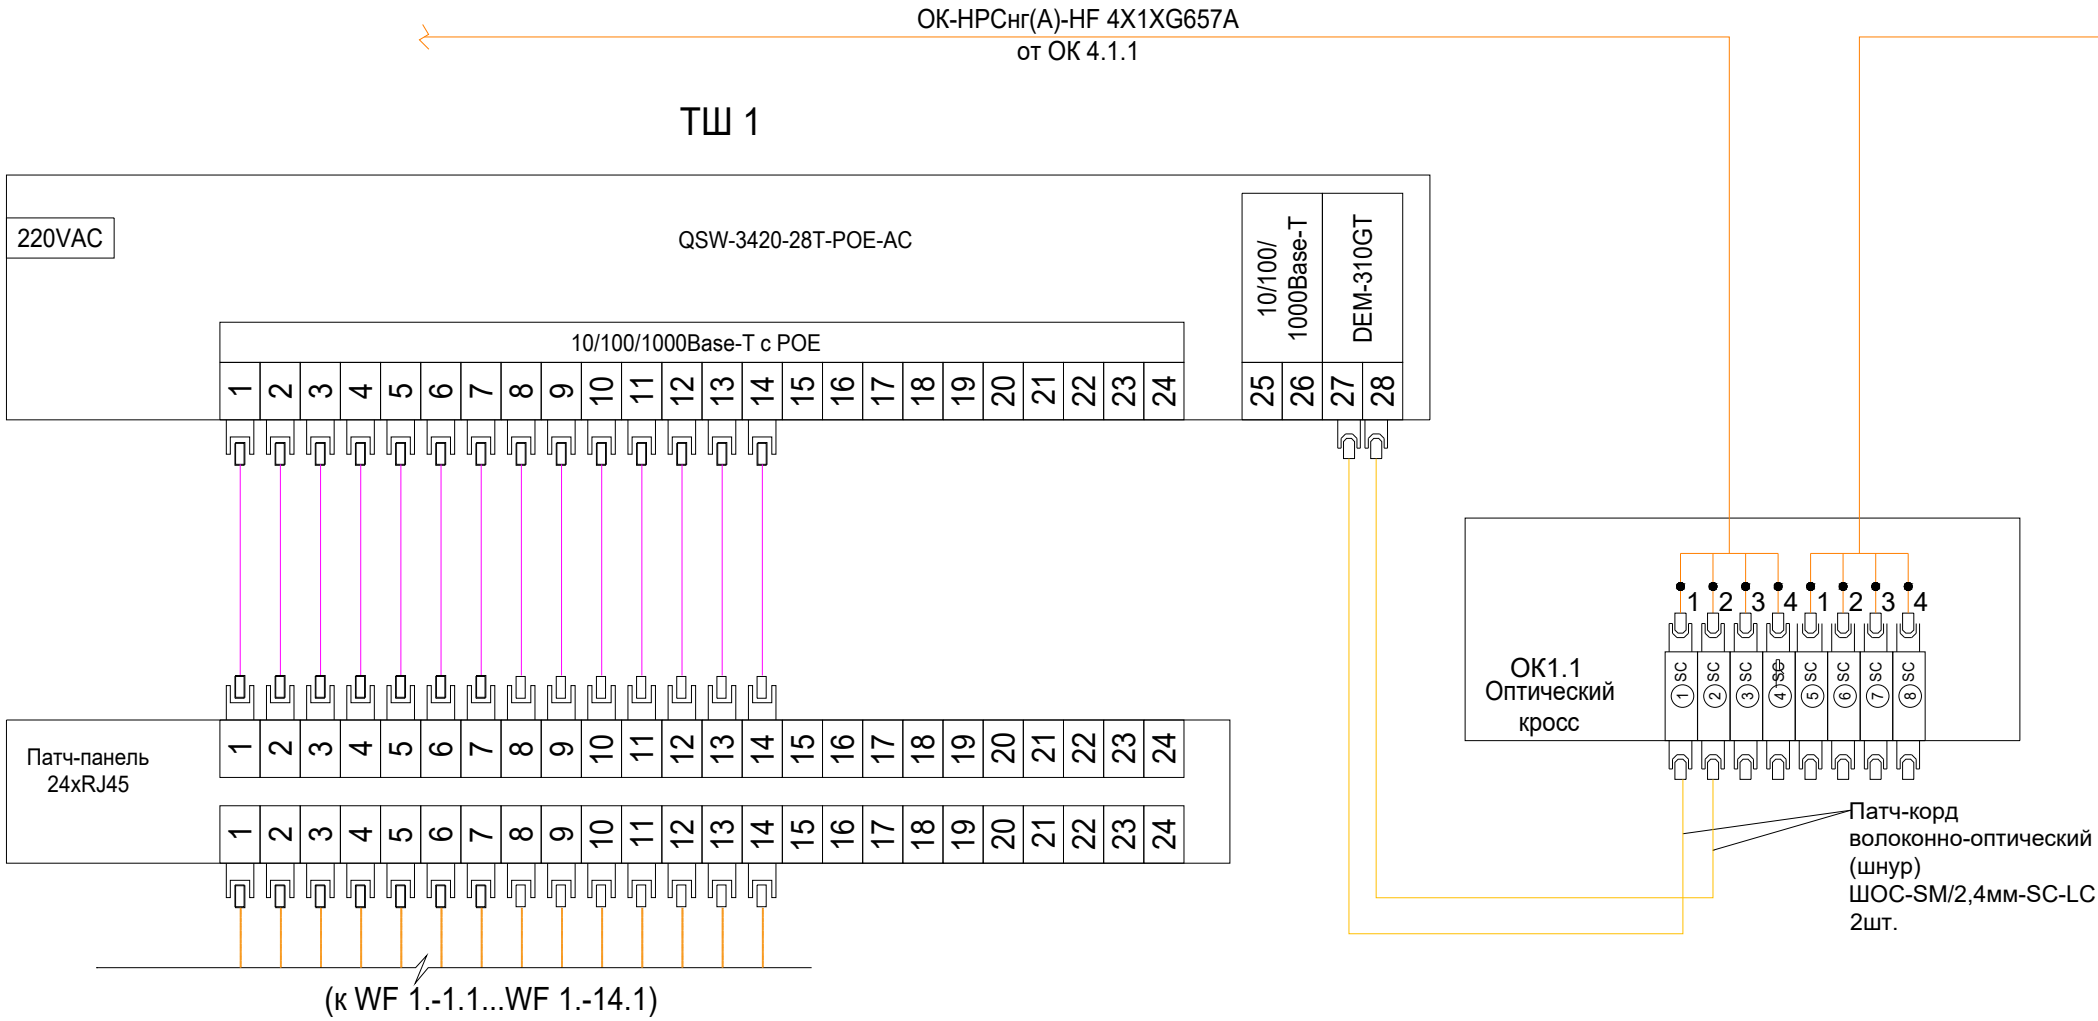 ОК-НРСнг(А)-HF 4X1XG657A
от ОК 4.1.1
ТШ 1
220VAC
QSW-3420-28T-POE-AC
10/100/
1000Base-T
DEM-310GT
10/100/1000Base-T с POE
1 2 3 4 5 6 7 8 9 10 11 12 13 14 15 16 17 18 19 20 21 22 23 24
25 26 27 28
1 2 3 4 1 2 3 4
ОК1.1
Оптический
кросс
1 SC
2 SC
3 SC
4 SC
5 SC
6 SC
7 SC
8 SC
Патч-панель
24xRJ45
1 2 3 4 5 6 7 8 9 10 11 12 13 14 15 16 17 18 19 20 21 22 23 24
1 2 3 4 5 6 7 8 9 10 11 12 13 14 15 16 17 18 19 20 21 22 23 24
Патч-корд
волоконно-оптический
(шнур)
ШОС-SM/2,4мм-SC-LC
2шт.
(к WF 1.-1.1...WF 1.-14.1)